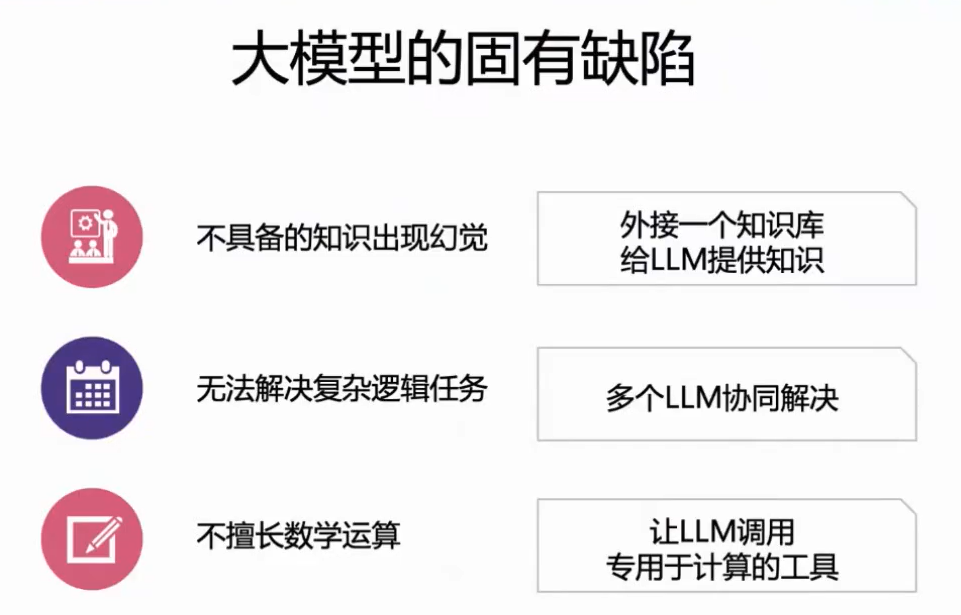 大模型的固有缺陷
不具备的知识出现幻觉
外接一个知识库
给LLM提供知识
无法解决复杂逻辑任务
多个LLM协同解决
不擅长数学运算
让LLM调用
专用于计算的工具